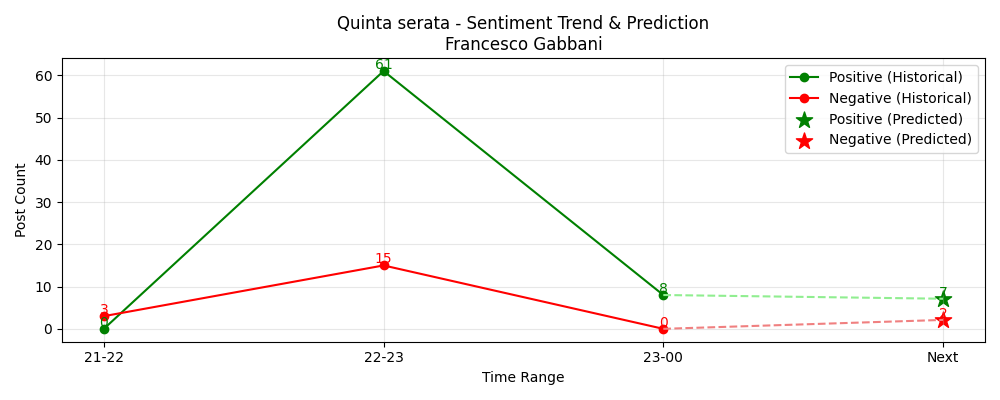 Quinta serata - Sentiment Trend & Prediction
Francesco Gabbani
Positive (Historical)
Negative (Historical)
Positive (Predicted)
Negative (Predicted)
Post Count
60
50
40
30
20
10
0
61
15
3
0
8
0
7
2
21-22
22-23
23-00
Next
Time Range